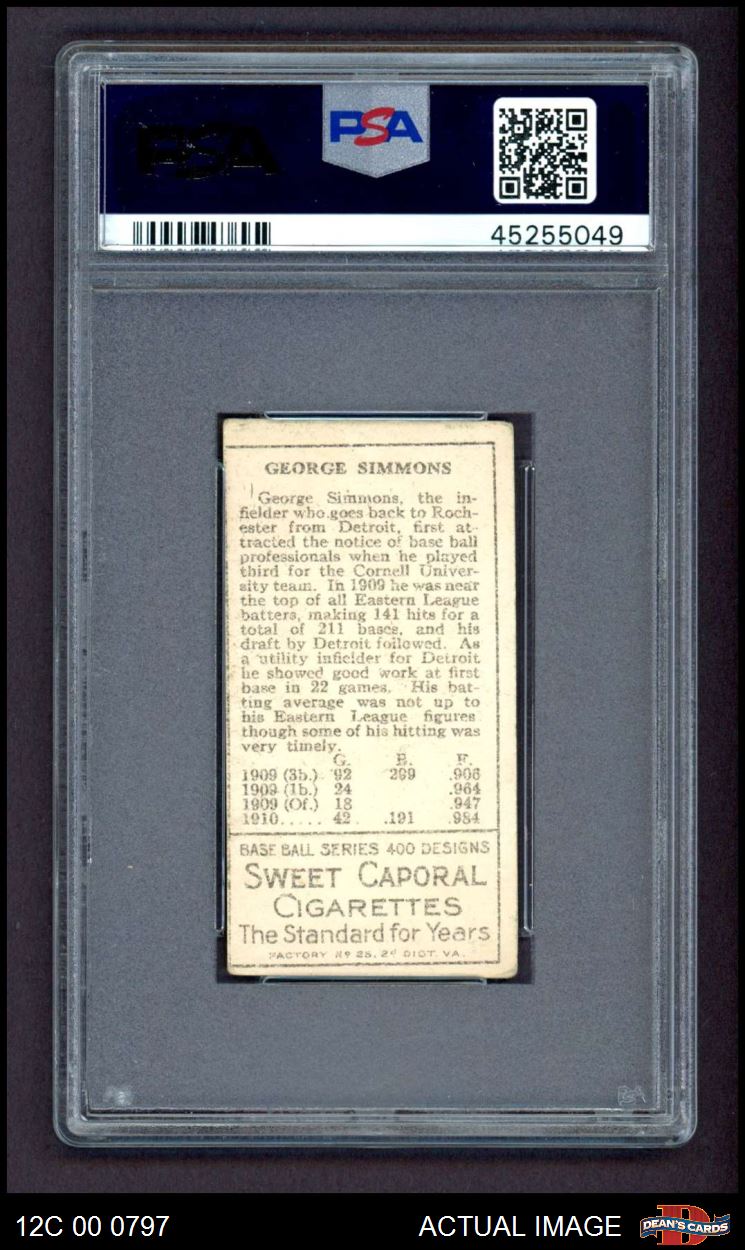 PSA
PSA
45255049
GEORGE SIMMONS
George Simmons, the in-
fielder who goes back to Roch-
ester from Detroit, first at-
tracted the notice of base ball
professionals when he played
third for the Cornell Univer-
sity team. In 1909 he was near
the top of all Eastern League
batters, making 141 hits for a
total of 211 bases, and his
draft by Detroit followed. As
a utility infielder for Detroit
he showed good work at first
base in 22 games. His bat-
ting average was not up to
his Eastern League figures
though some of his hitting was
very timely.
G. B. F.
1909 (3b.) 92 269 .906
1909 (1b.) 24 .964
1909 (Of.) 18 .947
1910..... 42 .191 .984
BASE BALL SERIES 400 DESIGNS
SWEET CAPORAL
CIGARETTES
The Standard for Years
FACTORY Nº 25, 2d DIST. VA.
PSA
12C 00 0797 ACTUAL IMAGE DEAN'S CARDS